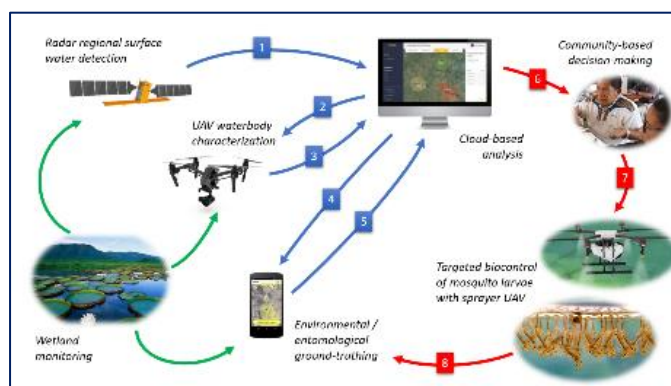 Radar regional surface
water detection
1
Community-based
decision-making
6
2
UAV waterbody
characterization
3
Cloud-based
analysis
7
4
5
Targeted biocontrol
of mosquito larvae
with sprayer UAV
Wetland
monitoring
Environmental /
entomological
ground-truthing
8